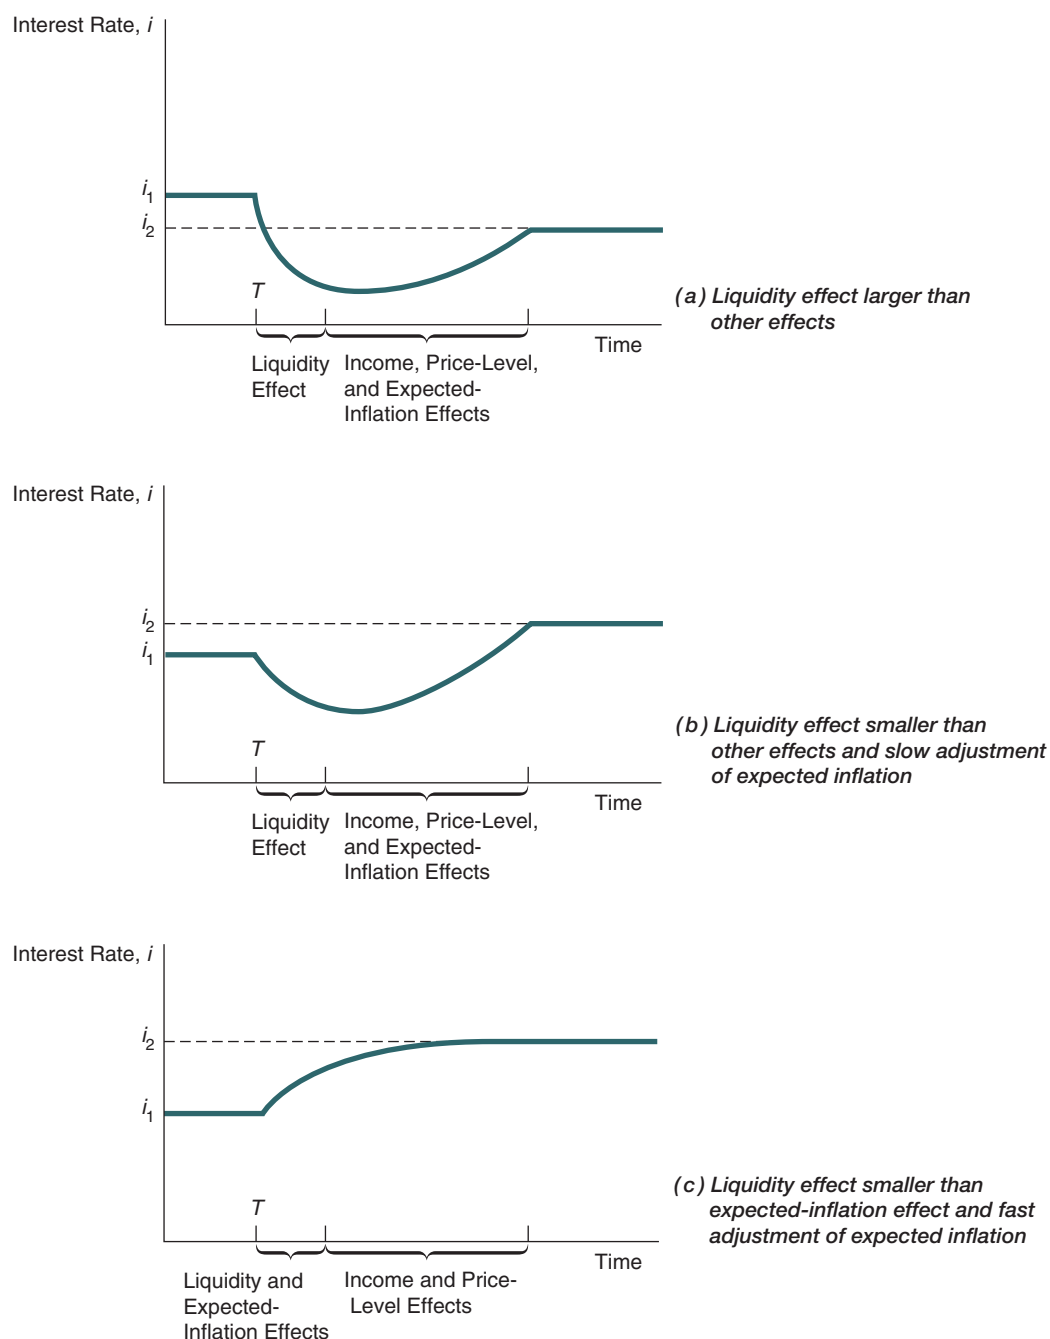 Interest Rate, i
i1
i2
T
(a) Liquidity effect larger than
other effects
Time
Liquidity
Effect
Income, Price-Level,
and Expected-
Inflation Effects
Interest Rate, i
i2
i1
T
(b) Liquidity effect smaller than
other effects and slow adjustment
of expected inflation
Time
Liquidity
Effect
Income, Price-Level,
and Expected-
Inflation Effects
Interest Rate, i
i2
i1
T
(c) Liquidity effect smaller than
expected-inflation effect and fast
adjustment of expected inflation
Time
Liquidity and
Expected-
Inflation Effects
Income and Price-
Level Effects